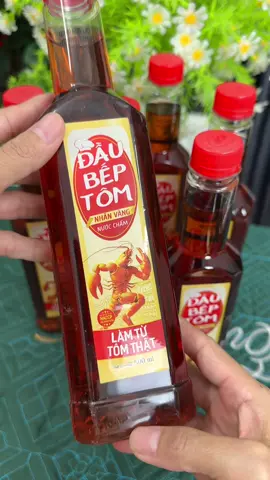 ĐẦU
BẾP
TÔM
NHÃN VÀNG
NƯỚC CHẤM
LÀM TỪ
TÔM THẬT
ĐẦU
BẾP
TÔM